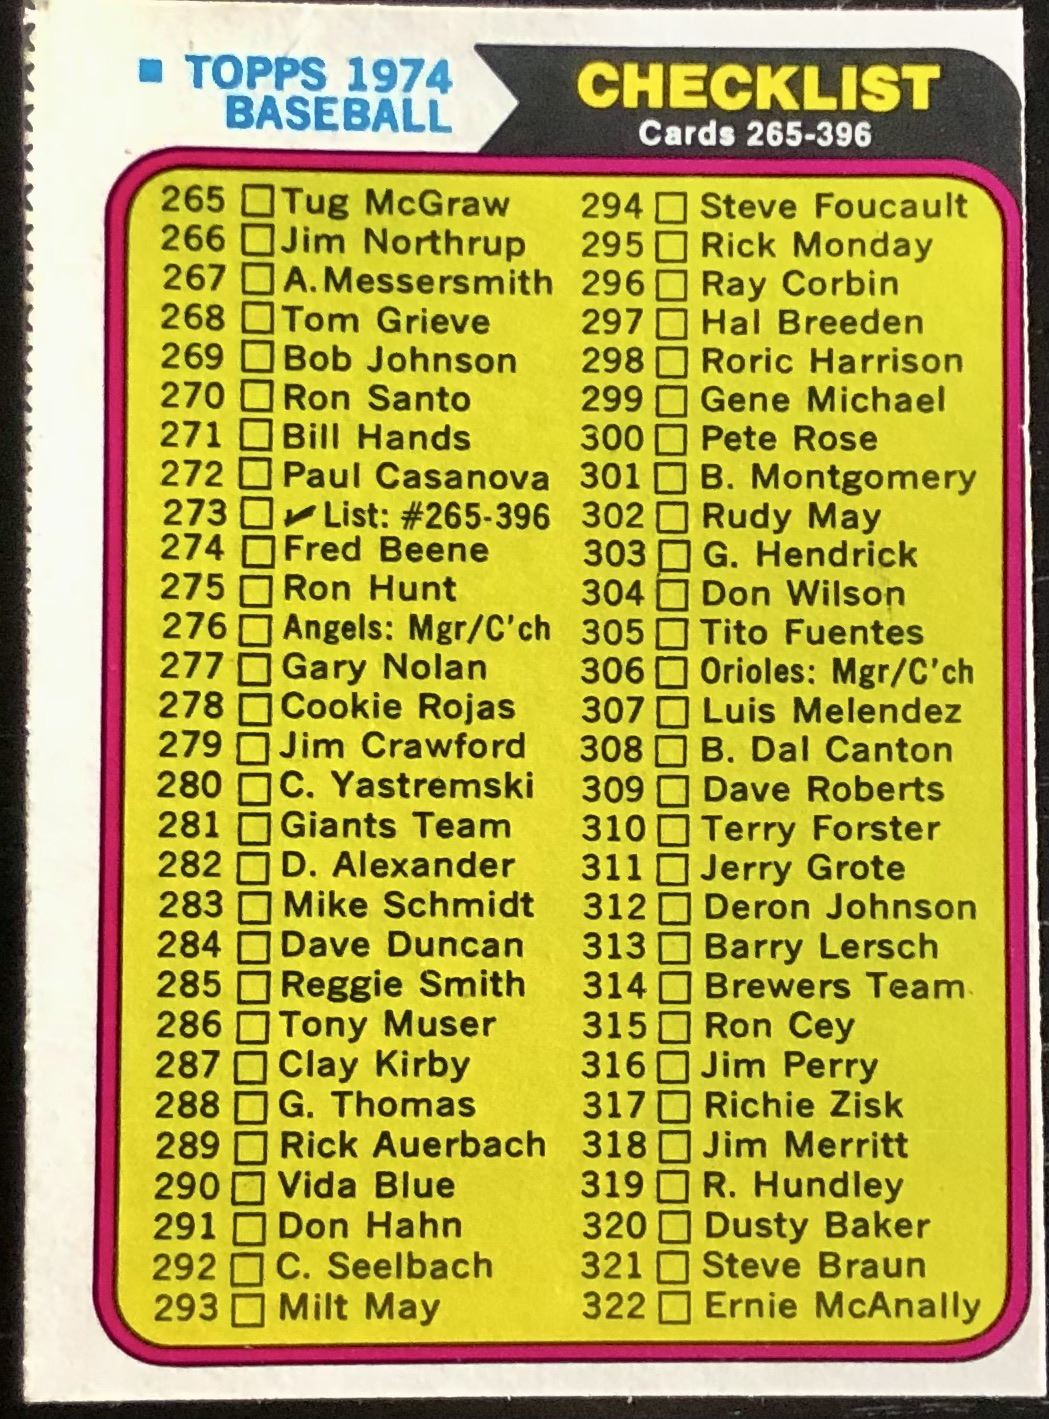 TOPPS 1974
BASEBALL
CHECKLIST
Cards 265-396
265 Tug McGraw
266 Jim Northrup
267 A. Messersmith
268 Tom Grieve
269 Bob Johnson
270 Ron Santo
271 Bill Hands
272 Paul Casanova
273 ✓ List: #265-396
274 Fred Beene
275 Ron Hunt
276 Angels: Mgr/C'ch
277 Gary Nolan
278 Cookie Rojas
279 Jim Crawford
280 C. Yastremski
281 Giants Team
282 D. Alexander
283 Mike Schmidt
284 Dave Duncan
285 Reggie Smith
286 Tony Muser
287 Clay Kirby
288 G. Thomas
289 Rick Auerbach
290 Vida Blue
291 Don Hahn
292 C. Seelbach
293 Milt May
294 Steve Foucault
295 Rick Monday
296 Ray Corbin
297 Hal Breeden
298 Roric Harrison
299 Gene Michael
300 Pete Rose
301 B. Montgomery
302 Rudy May
303 G. Hendrick
304 Don Wilson
305 Tito Fuentes
306 Orioles: Mgr/C'ch
307 Luis Melendez
308 B. Dal Canton
309 Dave Roberts
310 Terry Forster
311 Jerry Grote
312 Deron Johnson
313 Barry Lersch
314 Brewers Team
315 Ron Cey
316 Jim Perry
317 Richie Zisk
318 Jim Merritt
319 R. Hundley
320 Dusty Baker
321 Steve Braun
322 Ernie McAnally